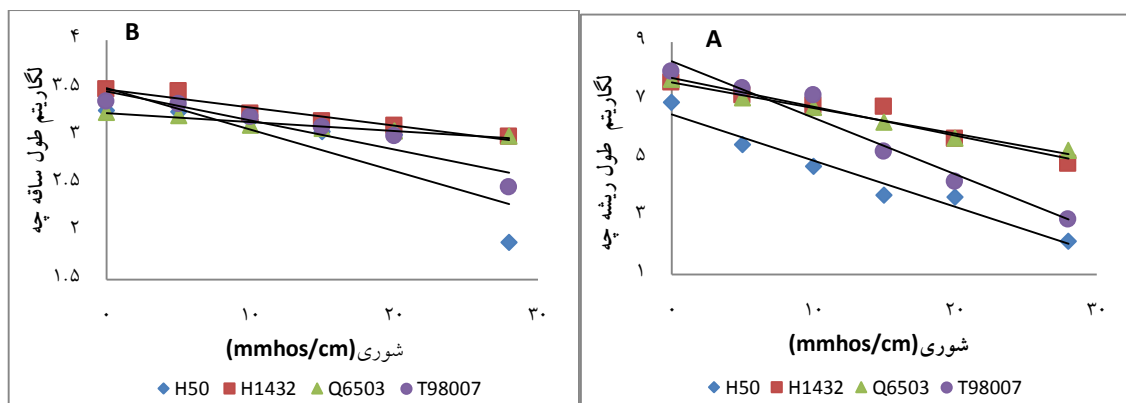 B
لگاریتم طول ساقه چه
۴
۳.۵
۳
۲.۵
۲
۱.۵
۰ ۱۰ ۲۰ ۳۰
شوری(mmhos/cm)
H50 H1432 Q6503 T98007
A
لگاریتم طول ریشه چه
۹
۷
۵
۳
۱
۰ ۱۰ ۲۰ ۳۰
شوری(mmhos/cm)
H50 H1432 Q6503 T98007